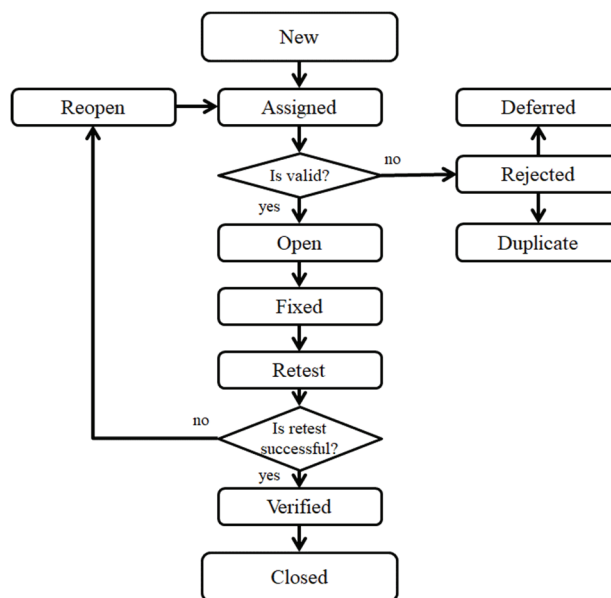 New
Reopen
Assigned
Deferred
Is valid?
no
Rejected
yes
Open
Duplicate
Fixed
Retest
no
Is retest
successful?
yes
Verified
Closed